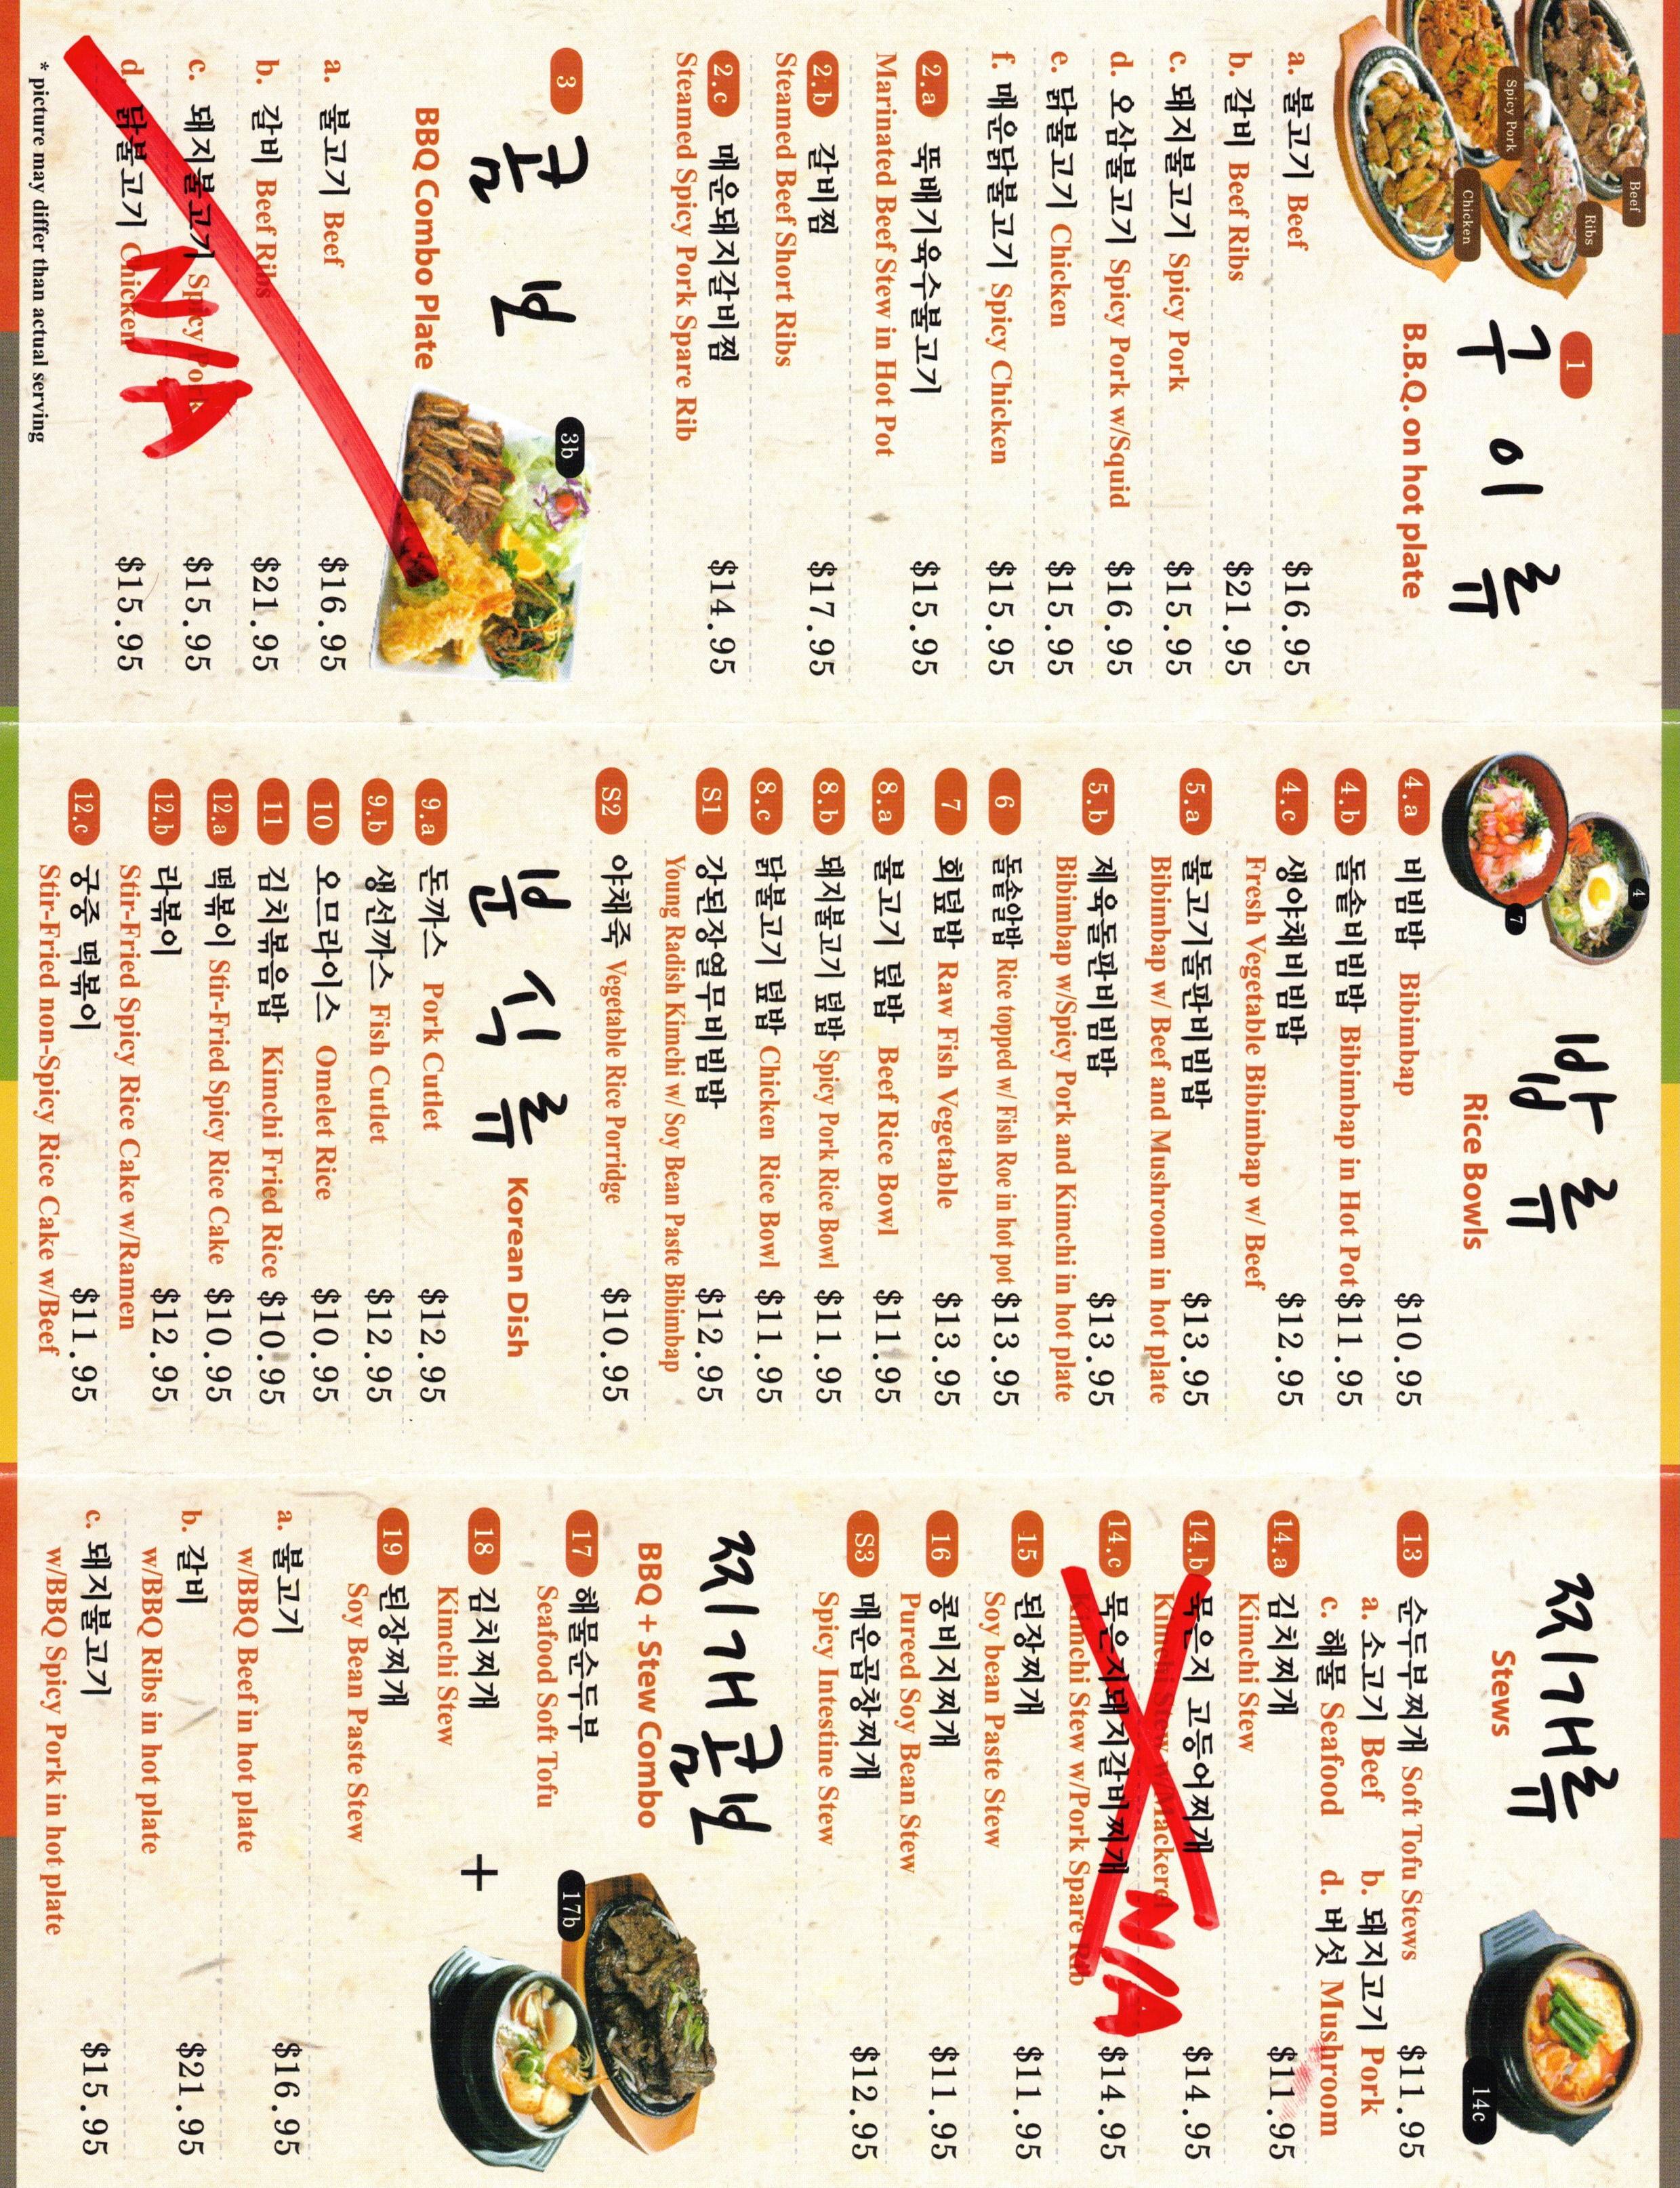 Beef
Ribs
Spicy Pork
Chicken
1
구이류
B.B.Q. on hot plate
a. 불고기 Beef $16.95
b. 갈비 Beef Ribs $21.95
c. 돼지불고기 Spicy Pork $15.95
d. 오삼불고기 Spicy Pork w/Squid $16.95
e. 닭불고기 Chicken $15.95
f. 매운닭불고기 Spicy Chicken $15.95
2.a 뚝배기육수불고기 $15.95
Marinated Beef Stew in Hot Pot
2.b 갈비찜 $17.95
Steamed Beef Short Ribs
2.c 매운돼지갈비찜 $14.95
Steamed Spicy Pork Spare Rib
3 콤보
3b
BBQ Combo Plate
a. 불고기 Beef $16.95
b. 갈비 Beef Ribs $21.95
c. 돼지불고기 Spicy Pork $15.95
N/A
d. 닭불고기 Chicken $15.95
* picture may differ than actual serving
4
7
밥류
Rice Bowls
4.a 비빔밥 Bibimbap $10.95
4.b 돌솥비빔밥 Bibimbap in Hot Pot $11.95
4.c 생야채비빔밥 $12.95
Fresh Vegetable Bibimbap w/ Beef
5.a 불고기돌판비빔밥 $13.95
Bibimbap w/ Beef and Mushroom in hot plate
5.b 제육돌판비빔밥 $13.95
Bibimbap w/Spicy Pork and Kimchi in hot plate
6 돌솥알밥 Rice topped w/ Fish Roe in hot pot $13.95
7 회덮밥 Raw Fish Vegetable $13.95
8.a 불고기 덮밥 Beef Rice Bowl $11.95
8.b 돼지불고기 덮밥 Spicy Pork Rice Bowl $11.95
8.c 닭불고기 덮밥 Chicken Rice Bowl $11.95
S1 강된장열무비빔밥 $12.95
Young Radish Kimchi w/ Soy Bean Paste Bibimbap
S2 야채죽 Vegetable Rice Porridge $10.95
분식류 Korean Dish
9.a 돈까스 Pork Cutlet $12.95
9.b 생선까스 Fish Cutlet $12.95
10 오므라이스 Omelet Rice $10.95
11 김치볶음밥 Kimchi Fried Rice $10.95
12.a 떡볶이 Stir-Fried Spicy Rice Cake $10.95
12.b 라볶이 $12.95
Stir-Fried Spicy Rice Cake w/Ramen
12.c 궁중 떡볶이 $11.95
Stir-Fried non-Spicy Rice Cake w/Beef
찌개류
Stews
14c
13 순두부찌개 Soft Tofu Stews $11.95
a. 소고기 Beef b. 돼지고기 Pork
c. 해물 Seafood d. 버섯 Mushroom
14.a 김치찌개 $11.95
Kimchi Stew
14.b 묵은지 고등어찌개 $14.95
Kimchi Stew w/Mackerel
N/A
14.c 묵은지돼지갈비찌개 $14.95
Kimchi Stew w/Pork Spare Rib
15 된장찌개 $11.95
Soy bean Paste Stew
16 콩비지찌개 $11.95
Pureed Soy Bean Stew
S3 매운곱창찌개 $12.95
Spicy Intestine Stew
찌개콤보
BBQ + Stew Combo
17 해물순두부
Seafood Soft Tofu
17b
18 김치찌개
Kimchi Stew
+
19 된장찌개
Soy Bean Paste Stew
a. 불고기 $16.95
w/BBQ Beef in hot plate
b. 갈비 $21.95
w/BBQ Ribs in hot plate
c. 돼지불고기 $15.95
w/BBQ Spicy Pork in hot plate